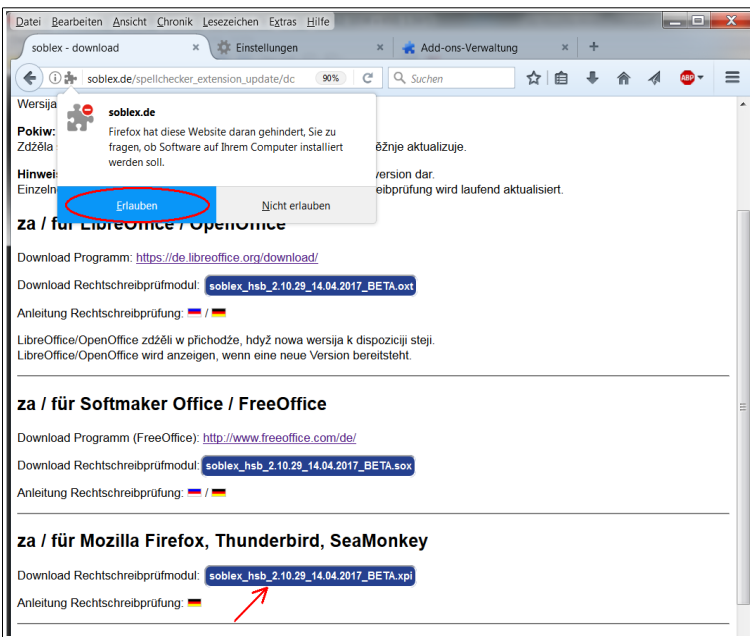 Datei Bearbeiten Ansicht Chronik Lesezeichen Extras Hilfe
soblex - download
Einstellungen
Add-ons-Verwaltung
soblex.de/spellchecker_extension_update/dc
90%
Suchen
ABP
Wersija
soblex.de
Firefox hat diese Website daran gehindert, Sie zu
fragen, ob Software auf Ihrem Computer installiert
werden soll.
Erlauben
Nicht erlauben
Pokiw:
Zdźěła
ěžnje aktualizuje.
Hinwei
version dar.
Einzeln
eibprüfung wird laufend aktualisiert.
za / für LibreOffice / OpenOffice
Download Programm: https://de.libreoffice.org/download/
Download Rechtschreibprüfmodul: soblex_hsb_2.10.29_14.04.2017_BETA.oxt
Anleitung Rechtschreibprüfung: /
LibreOffice/OpenOffice zdźěli w přichodźe, hdyž nowa wersija k dispoziciji steji.
LibreOffice/OpenOffice wird anzeigen, wenn eine neue Version bereitsteht.
za / für Softmaker Office / FreeOffice
Download Programm (FreeOffice): http://www.freeoffice.com/de/
Download Rechtschreibprüfmodul: soblex_hsb_2.10.29_14.04.2017_BETA.sox
Anleitung Rechtschreibprüfung: /
za / für Mozilla Firefox, Thunderbird, SeaMonkey
Download Rechtschreibprüfmodul: soblex_hsb_2.10.29_14.04.2017_BETA.xpi
Anleitung Rechtschreibprüfung: